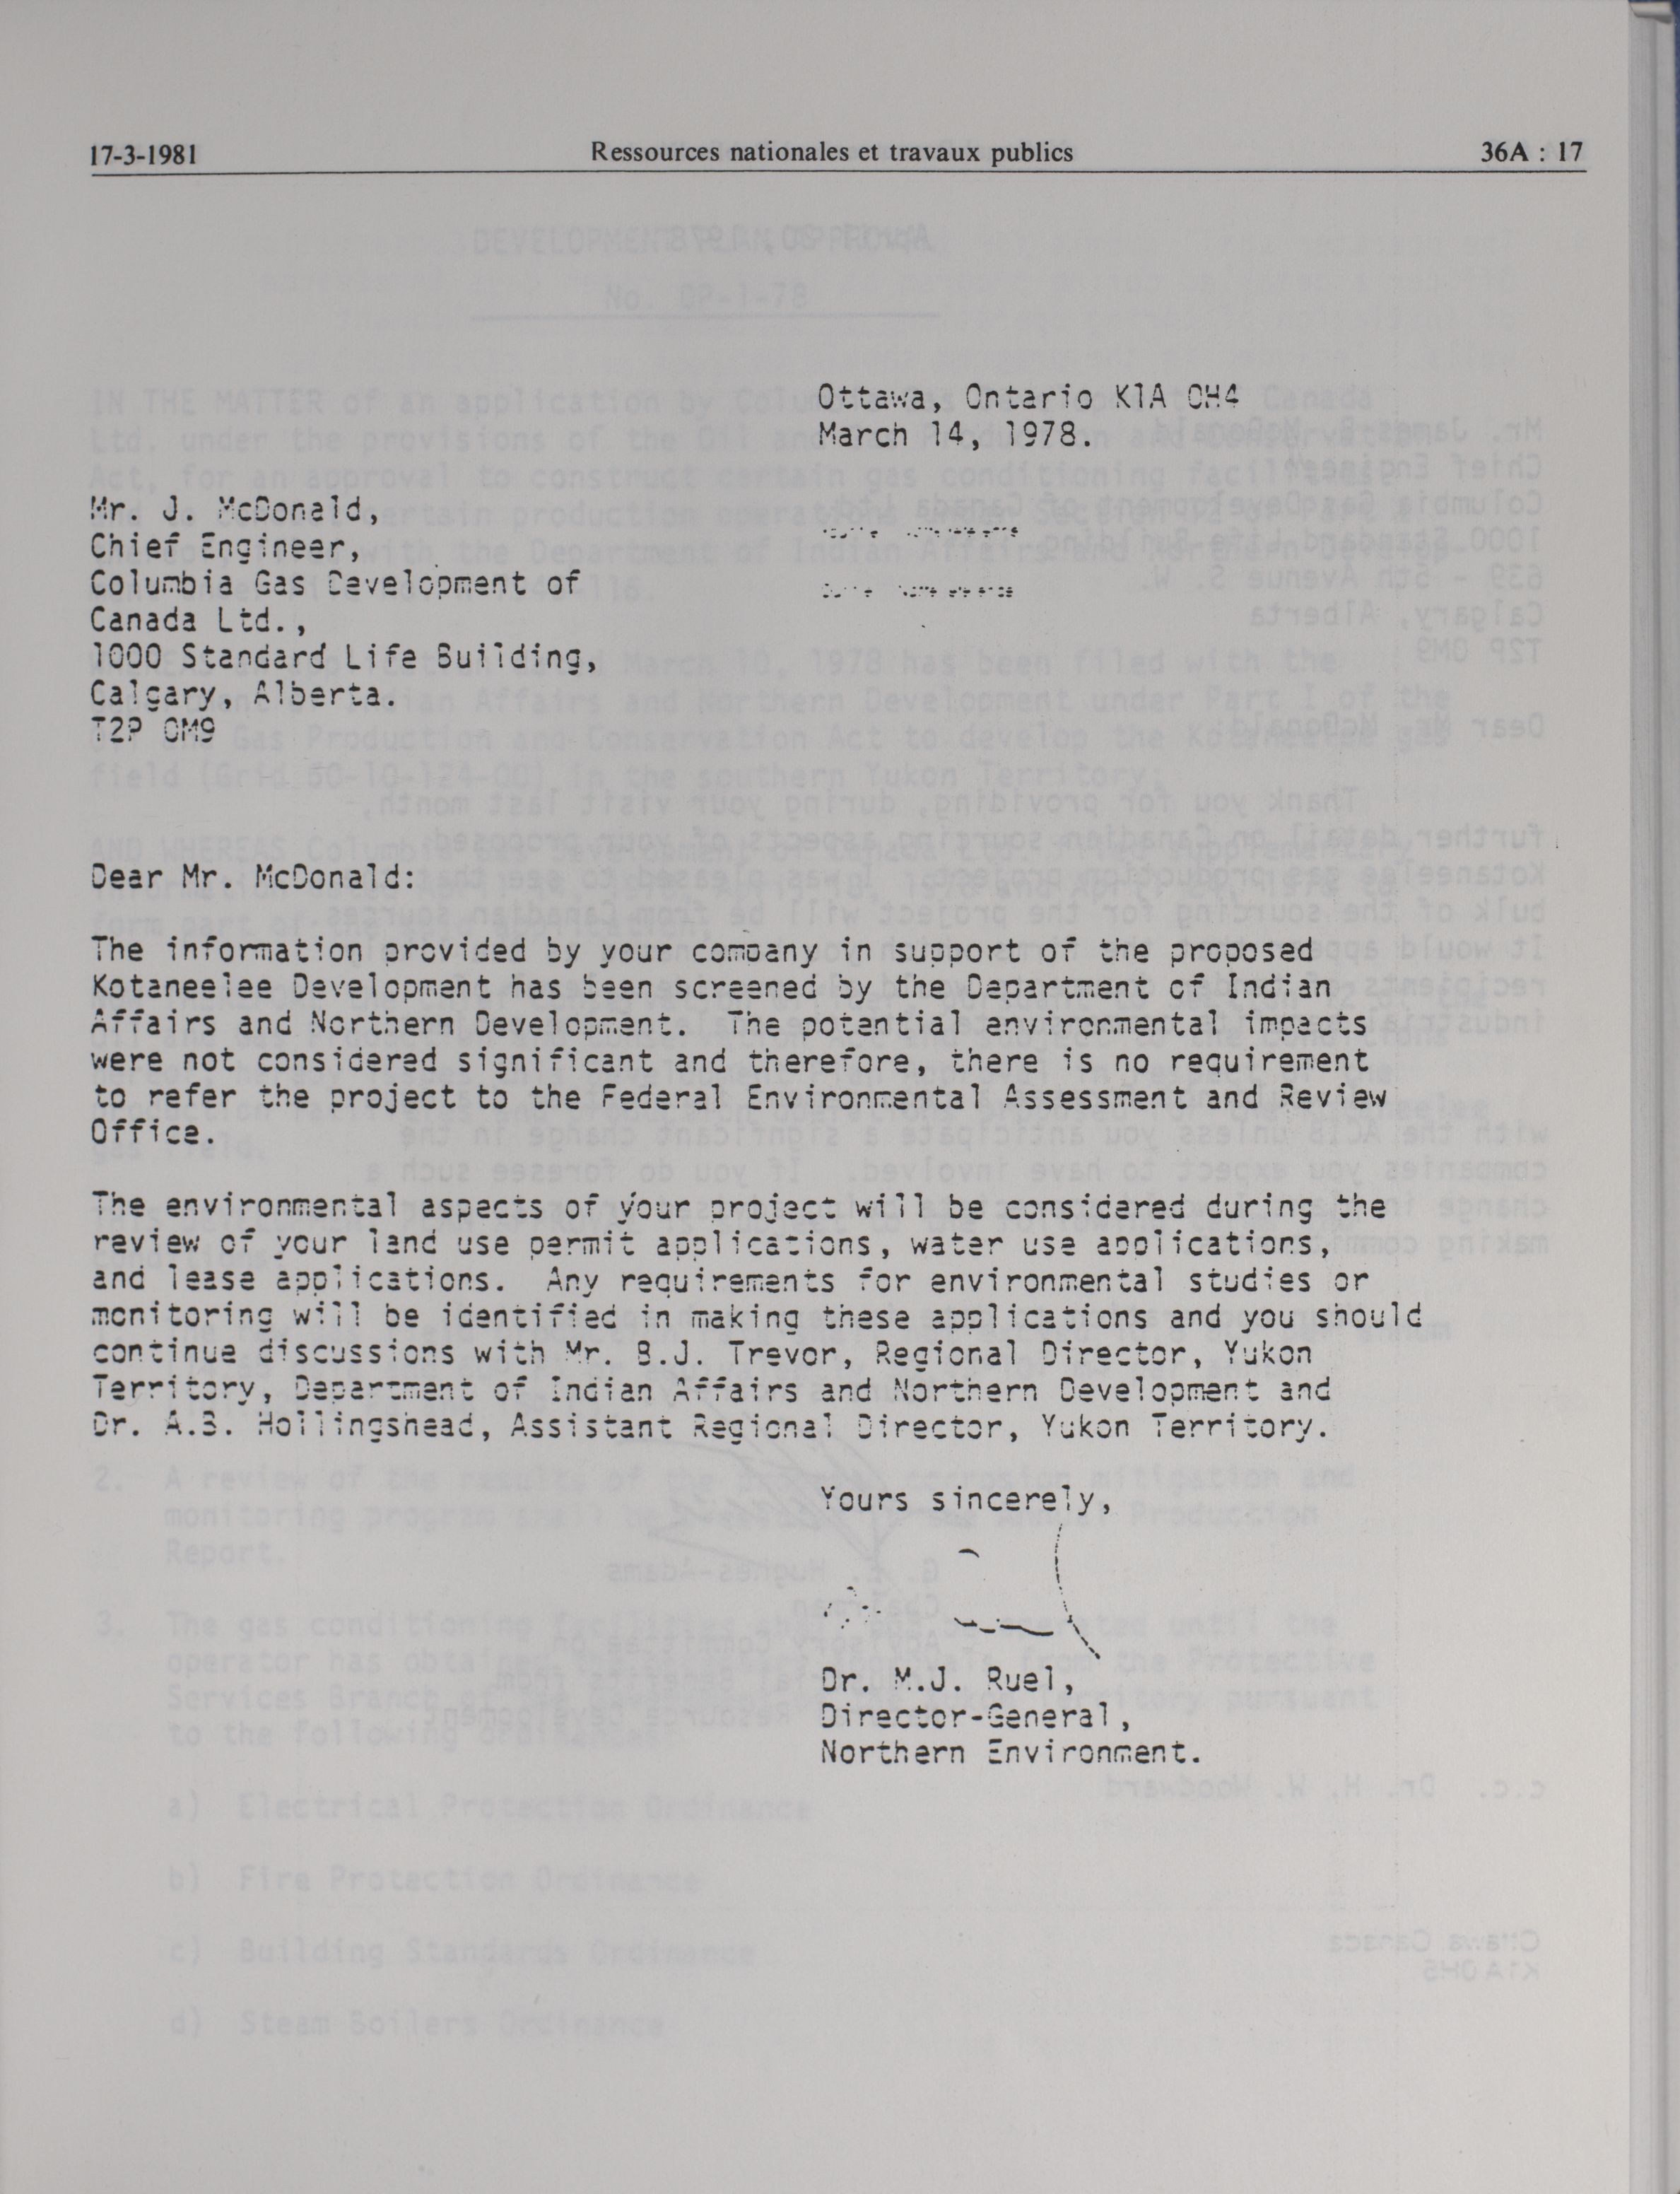 17-3-1981 Ressources nationales et travaux publics 36A : 17
Ottawa, Ontario K1A 0H4
March 14, 1978.
Mr. J. McDonald,
Chief Engineer,
Columbia Gas Development of
Canada Ltd.,
1000 Standard Life Building,
Calgary, Alberta.
T2P 0M9
Dear Mr. McDonald:
The information provided by your company in support of the proposed
Kotaneelee Development has been screened by the Department of Indian
Affairs and Northern Development. The potential environmental impacts
were not considered significant and therefore, there is no requirement
to refer the project to the Federal Environmental Assessment and Review
Office.
The environmental aspects of your project will be considered during the
review of your land use permit applications, water use applications,
and lease applications. Any requirements for environmental studies or
monitoring will be identified in making these applications and you should
continue discussions with Mr. B.J. Trevor, Regional Director, Yukon
Territory, Department of Indian Affairs and Northern Development and
Dr. A.B. Hollingshead, Assistant Regional Director, Yukon Territory.
Yours sincerely,
Dr. M.J. Ruel,
Director-General,
Northern Environment.